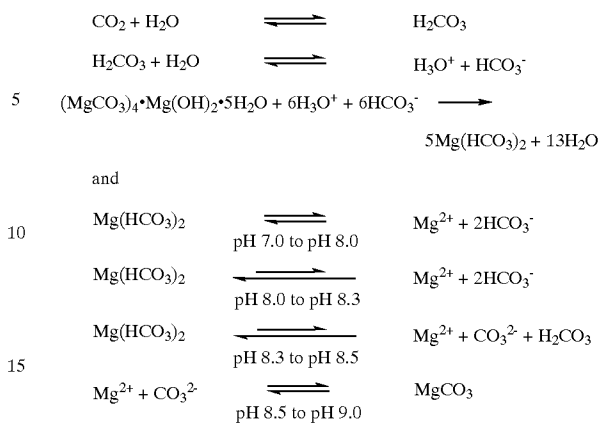 CO₂ + H₂O ⇌ H₂CO₃
H₂CO₃ + H₂O ⇌ H₃O⁺ + HCO₃⁻
5 (MgCO₃)₄•Mg(OH)₂•5H₂O + 6H₃O⁺ + 6HCO₃⁻ ⟶
5Mg(HCO₃)₂ + 13H₂O
and
10 Mg(HCO₃)₂ ⇌ Mg²⁺ + 2HCO₃⁻
pH 7.0 to pH 8.0
Mg(HCO₃)₂ ⇌ Mg²⁺ + 2HCO₃⁻
pH 8.0 to pH 8.3
Mg(HCO₃)₂ ⇌ Mg²⁺ + CO₃²⁻ + H₂CO₃
pH 8.3 to pH 8.5
15
Mg²⁺ + CO₃²⁻ ⇌ MgCO₃
pH 8.5 to pH 9.0